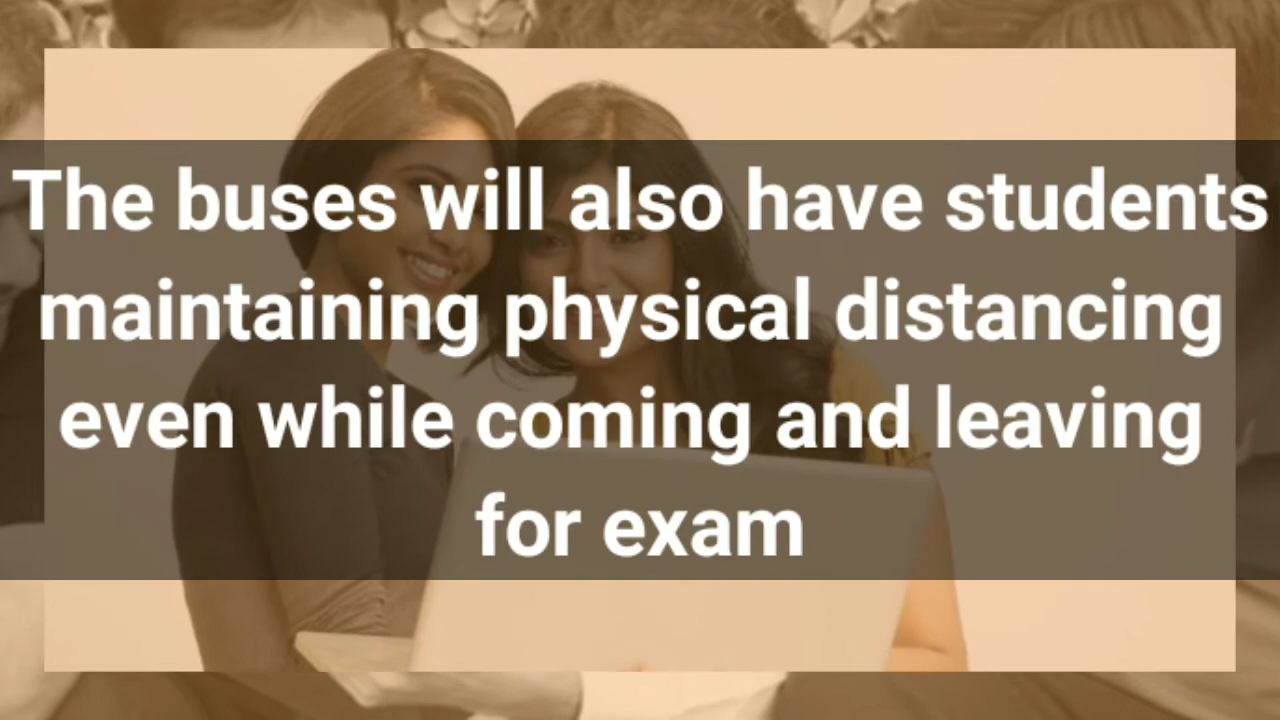 The buses will also have students
maintaining physical distancing
even while coming and leaving
for exam